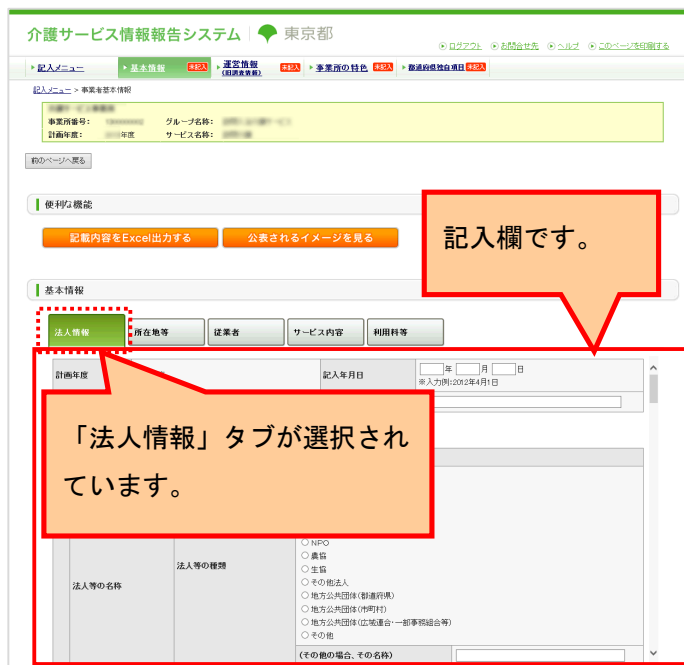 介護サービス情報報告システム 東京都
ログアウト お問合せ先 ヘルプ このページを印刷する
記入メニュー 基本情報 未記入 運営情報 (旧調査情報) 未記入 事業所の特色 未記入 都道府県独自項目 未記入
記入メニュー > 事業者基本情報
事業所番号: グループ名称:
計画年度: 年度 サービス名称:
前のページへ戻る
便利な機能
記載内容をExcel出力する 公表されるイメージを見る
記入欄です。
基本情報
法人情報 所在地等 従業者 サービス内容 利用料等
計画年度 記入年月日 年 月 日
※入力例:2012年4月1日
「法人情報」タブが選択され
ています。
NPO
農協
生協
法人等の名称 法人等の種類
その他法人
地方公共団体(都道府県)
地方公共団体(市町村)
地方公共団体(広域連合・一部事務組合等)
その他
(その他の場合、その名称)